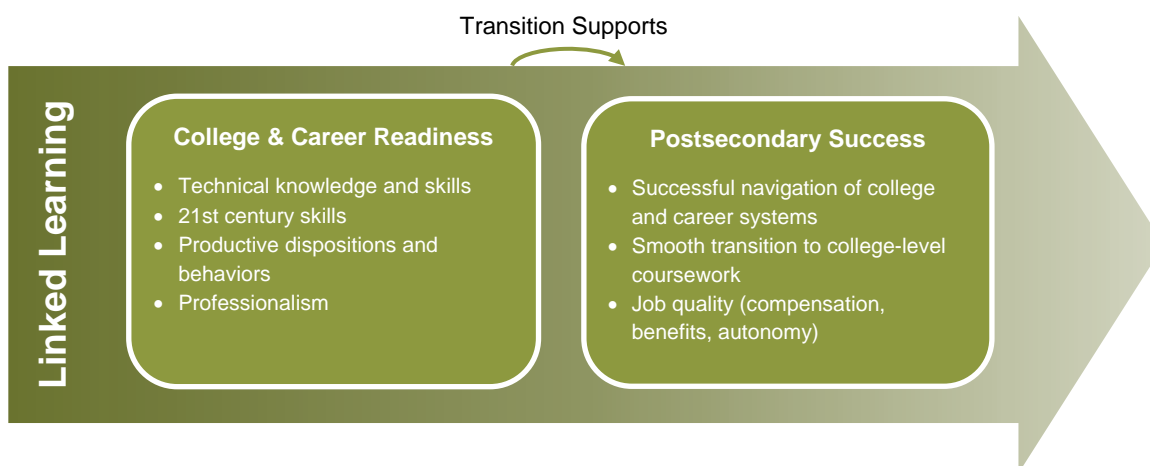 Transition Supports
Linked Learning
College & Career Readiness
• Technical knowledge and skills
• 21st century skills
• Productive dispositions and
behaviors
• Professionalism
Postsecondary Success
• Successful navigation of college
and career systems
• Smooth transition to college-level
coursework
• Job quality (compensation,
benefits, autonomy)